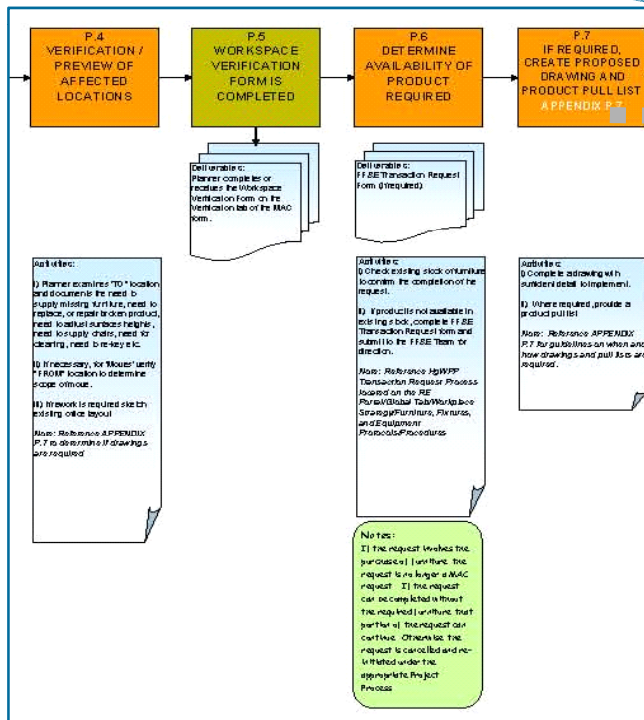 P.4
VERIFICATION /
PREVIEW OF
AFFECTED
LOCATIONS
P.5
WORKSPACE
VERIFICATION
FORM IS
COMPLETED
P.6
DETERMINE
AVAILABILITY OF
PRODUCT
REQUIRED
P.7
IF REQUIRED,
CREATE PROPOSED
DRAWING AND
PRODUCT PULL LIST
APPENDIX P.7
Deliverables:
Planner completes or
receives the Workspace
Verification Form on the
Verification tab of the MAC
form.
Deliverables:
FFSE Transaction Request
Form (if required)
Activities:
i) Planner examines "TO" location
and documents the need to
supply missing furniture, need to
replace, or repair broken product,
need to adjust surfaces heights,
need to supply chairs, need for
cleaning, need to re-key etc.
ii) If necessary, for 'Moves' verify
"FROM" location to determine
scope of move.
iii) If rework is required sketch
existing office layout
Note: Reference APPENDIX
P.7 to determine if drawings
are required
Activities:
i) Check existing stock of furniture
to confirm the completion of the
request.
ii) If product is not available in
existing stock, complete FFSE
Transaction Request form and
submit to the FFSE Team for
direction.
Note: Reference
Transaction Request Process
located on the RE
Portal/Global Tab/Workplace
Strategy/Furniture, Fixtures,
and Equipment
Protocols/Procedures
Activities:
i) Complete a drawing with
sufficient detail to implement.
ii) Where required, provide a
product pull list
Note: Reference APPENDIX
P.7 for guidelines on when and
how drawings and pull lists are
required.
Notes:
If the request involves the
purchase of furniture the
request is no longer a MAC
request. If the request
can be completed without
the required furniture that
portion of the request can
continue. Otherwise the
request is cancelled and re-
initiated under the
appropriate Project
Process